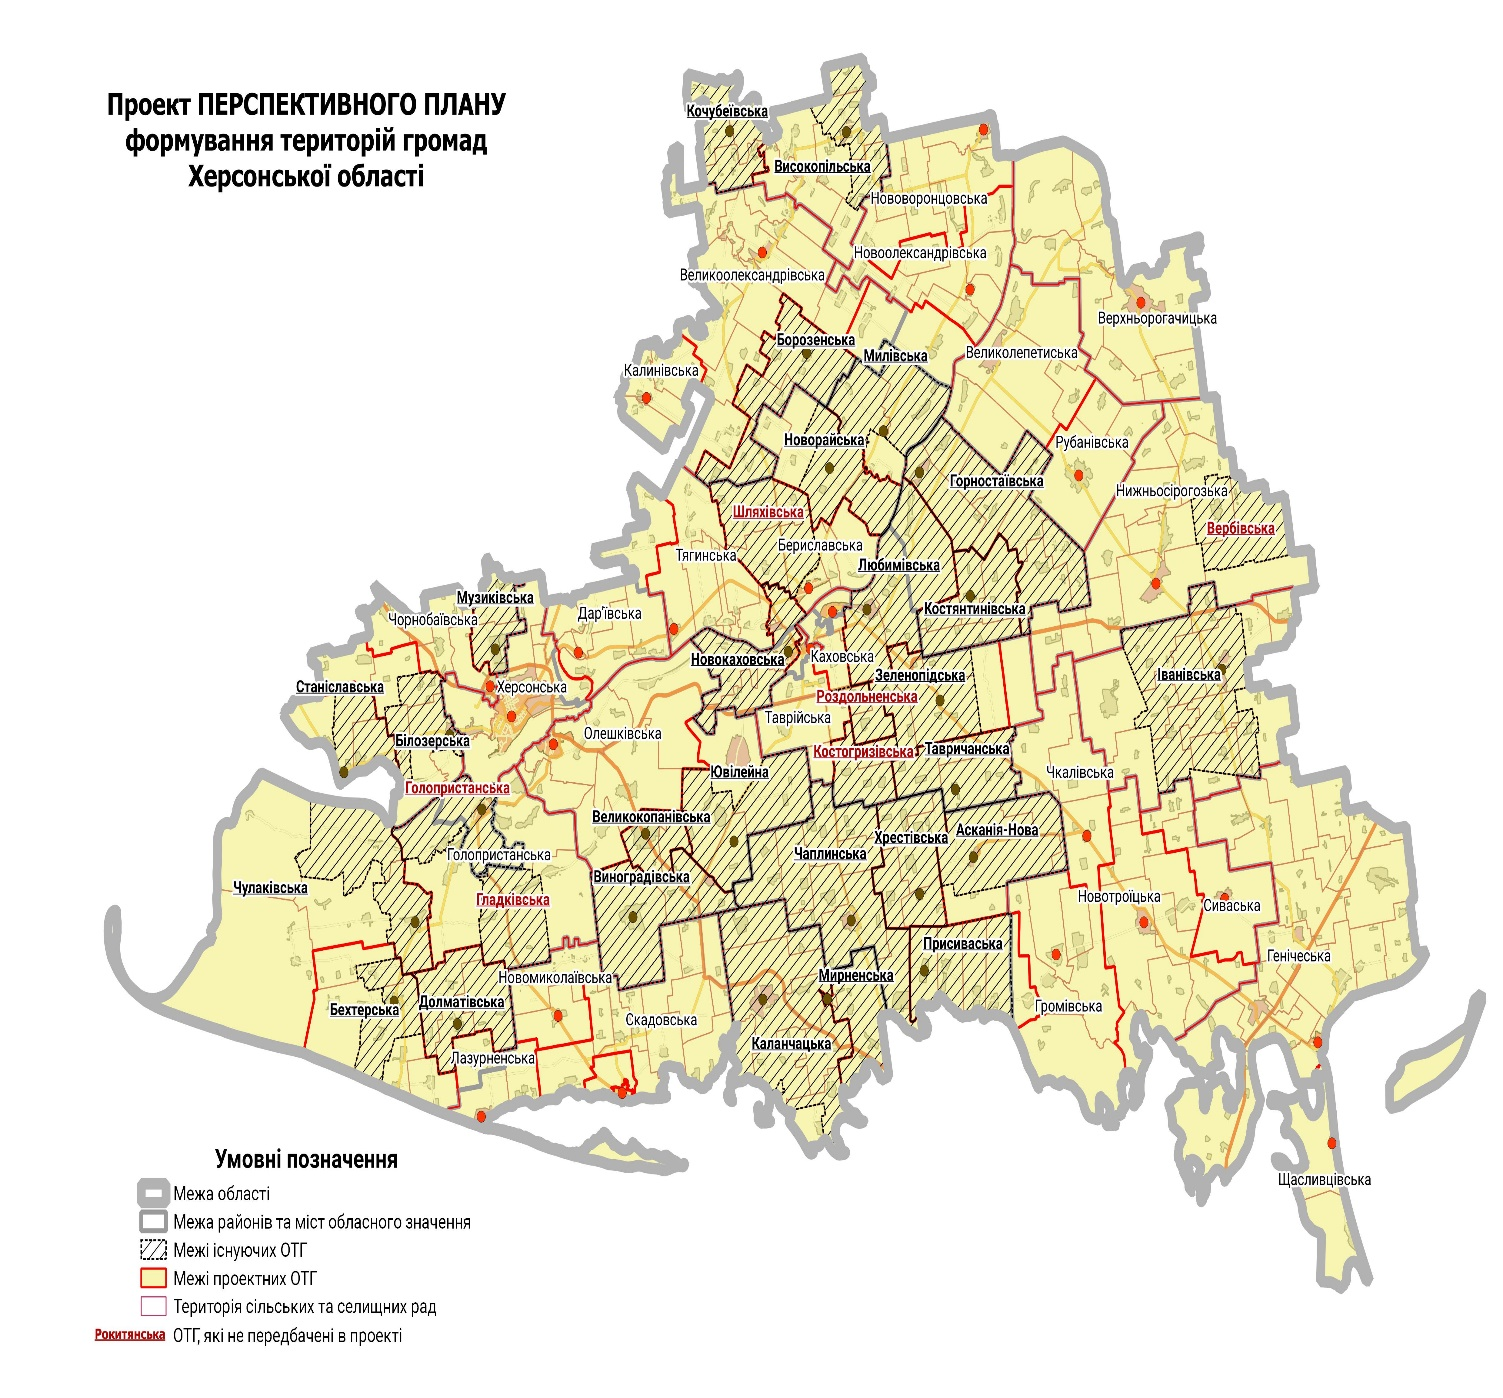 Проект ПЕРСПЕКТИВНОГО ПЛАНУ
формування територій громад
Херсонської області
Кочубеївська
Високопільська
Нововоронцовська
Новоолександрівська
Великоолександрівська
Верхньорогачицька
Борозенська
Милівська
Великолепетиська
Калинівська
Новорайська
Рубанівська
Горностаївська
Нижньосірогозька
Шляхівська
Вербівська
Бериславська
Тягинська
Любимівська
Музиківська
Чорнобаївська
Дар'ївська
Костянтинівська
Новокаховська
Каховська
Зеленопідська
Іванівська
Станіславська
Херсонська
Роздольненська
Таврійська
Олешківська
Білозерська
Костогризівська
Тавричанська
Ювілейна
Чкалівська
Голопристанська
Великокопанівська
Хрестівська
Асканія-Нова
Чаплинська
Голопристанська
Виноградівська
Чулаківська
Гладківська
Новотроїцька
Сиваська
Присиваська
Генічеська
Новомиколаївська
Мирненська
Бехтерська
Долматівська
Громівська
Скадовська
Каланчацька
Лазурненська
Щасливцівська
Умовні позначення
Межа області
Межа районів та міст обласного значення
Межі існуючих ОТГ
Межі проектних ОТГ
Територія сільських та селищних рад
Рокитянська ОТГ, які не передбачені в проекті